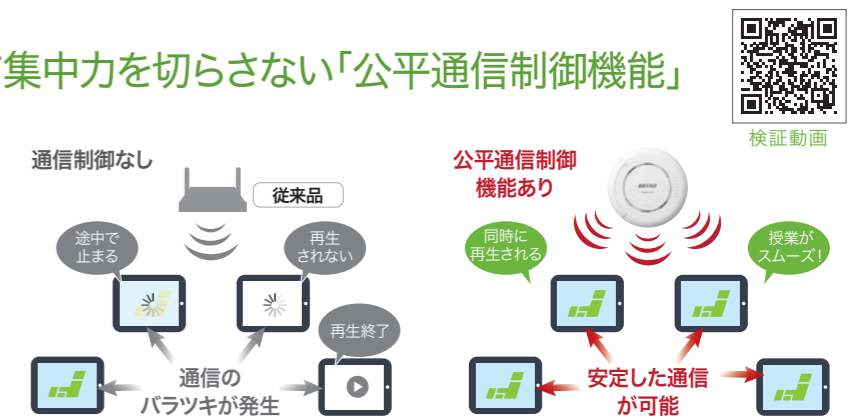 集中力を切らさない「公平通信制御機能」
検証動画
通信制御なし
従来品
途中で
止まる
再生
されない
再生終了
通信の
バラツキが発生
公平通信制御
機能あり
BUFFALO
同時に
再生される
授業が
スムーズ!
安定した通信
が可能